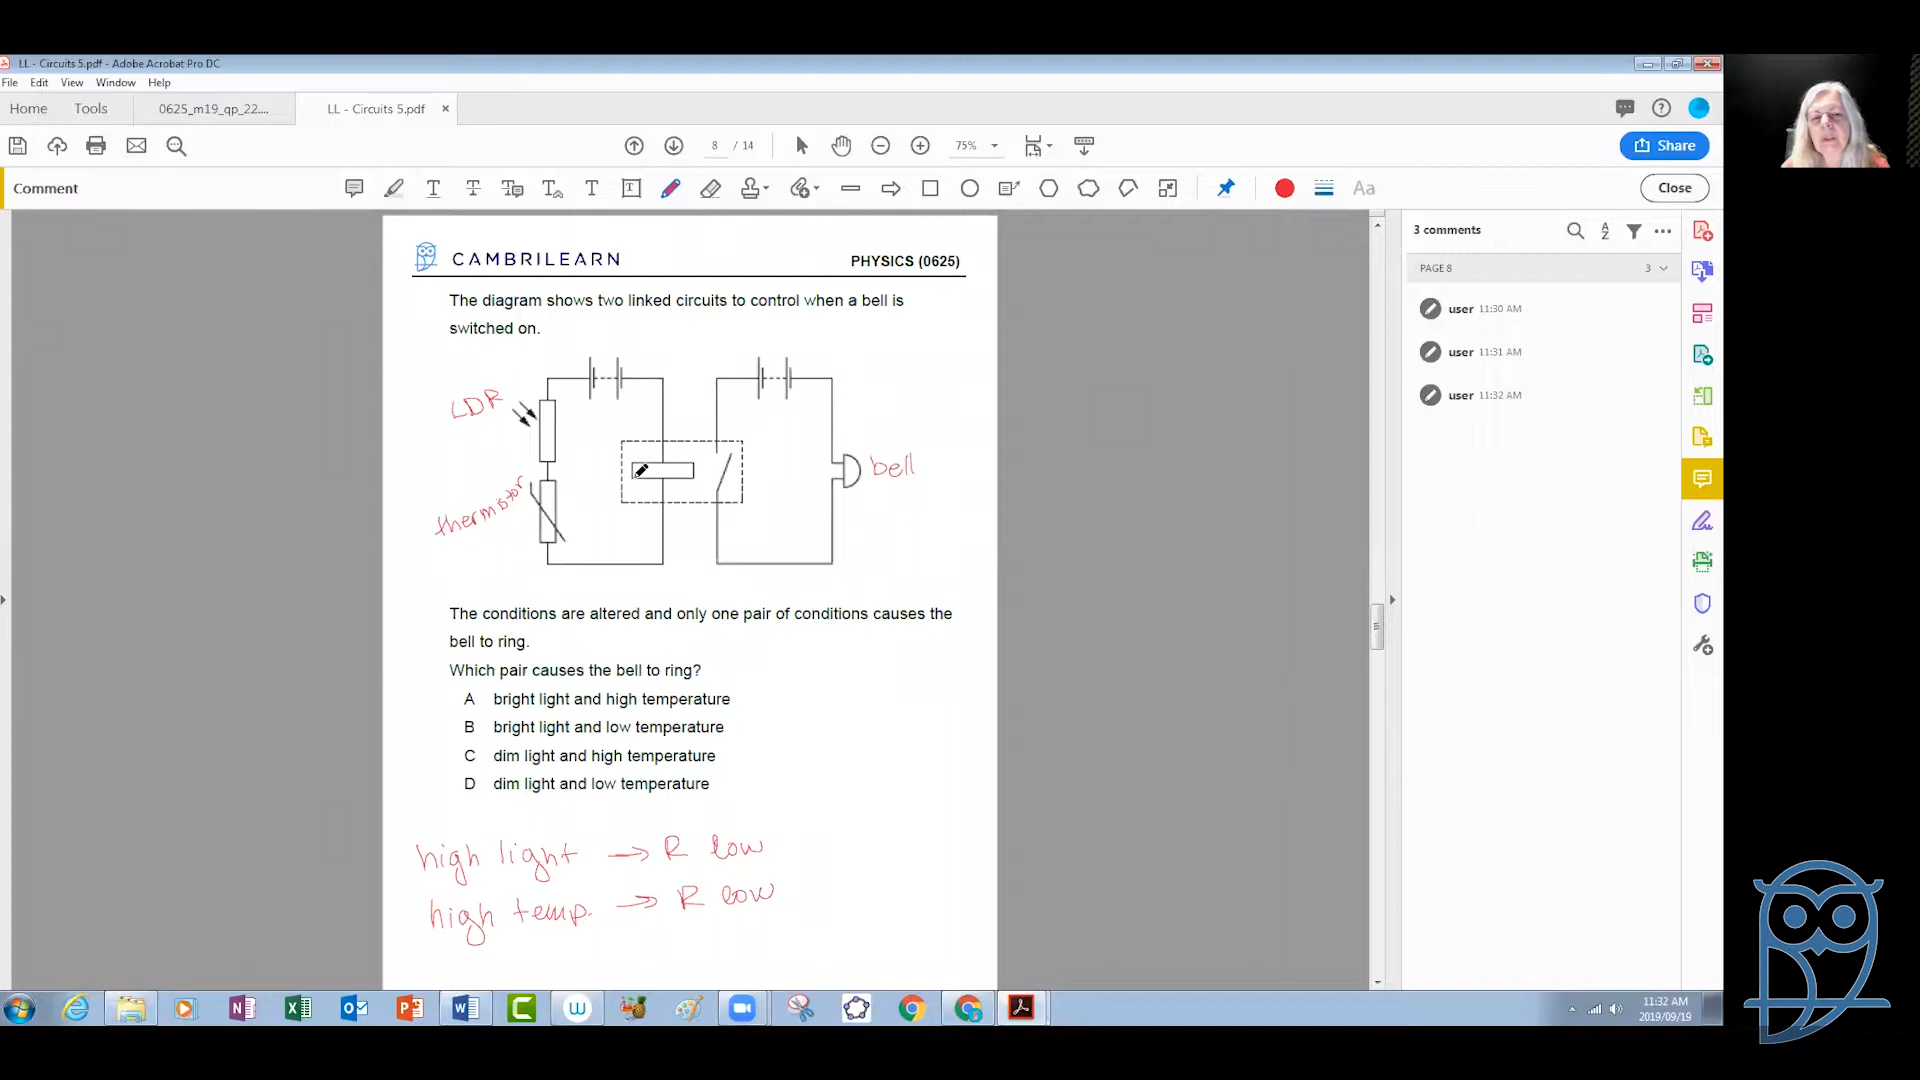 LL - Circuits 5.pdf - Adobe Acrobat Pro DC
File Edit View Window Help
Home Tools 0625_m19_qp_22.... LL - Circuits 5.pdf ×
8 / 14 75% Share
Comment Aa Close
CAMBRILEARN PHYSICS (0625)
The diagram shows two linked circuits to control when a bell is
switched on.
LDR
thermistor
bell
The conditions are altered and only one pair of conditions causes the
bell to ring.
Which pair causes the bell to ring?
A bright light and high temperature
B bright light and low temperature
C dim light and high temperature
D dim light and low temperature
high light → R low
high temp. → R low
3 comments
PAGE 8 3
user 11:30 AM
user 11:31 AM
user 11:32 AM
11:32 AM
2019/09/19